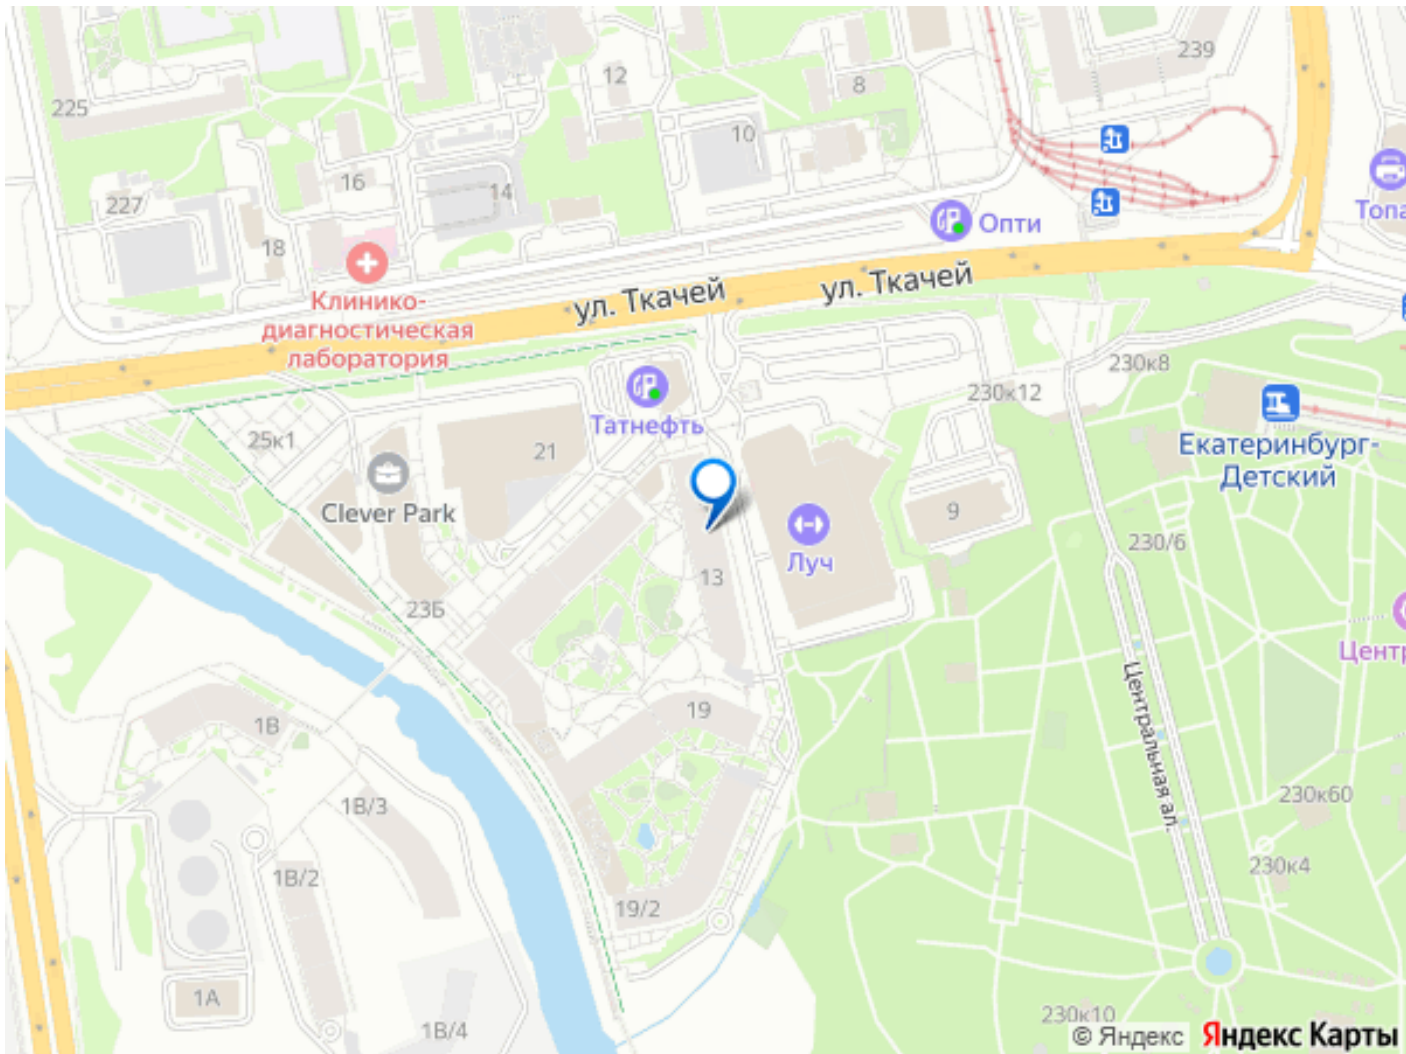 239
12
8
225
10
16
14
227
18
Опти
Топа
Клинико-
диагностическая
лаборатория
ул. Ткачей
ул. Ткачей
230к8
230к12
Татнефть
25к1
21
Екатеринбург-
Детский
Clever Park
9
230/6
Луч
13
23Б
Центр
Центральная ал.
19
1В
1В/3
230к60
230к4
1В/2
19/2
1А
230к10
1В/4
© Яндекс
Яндекс Карты